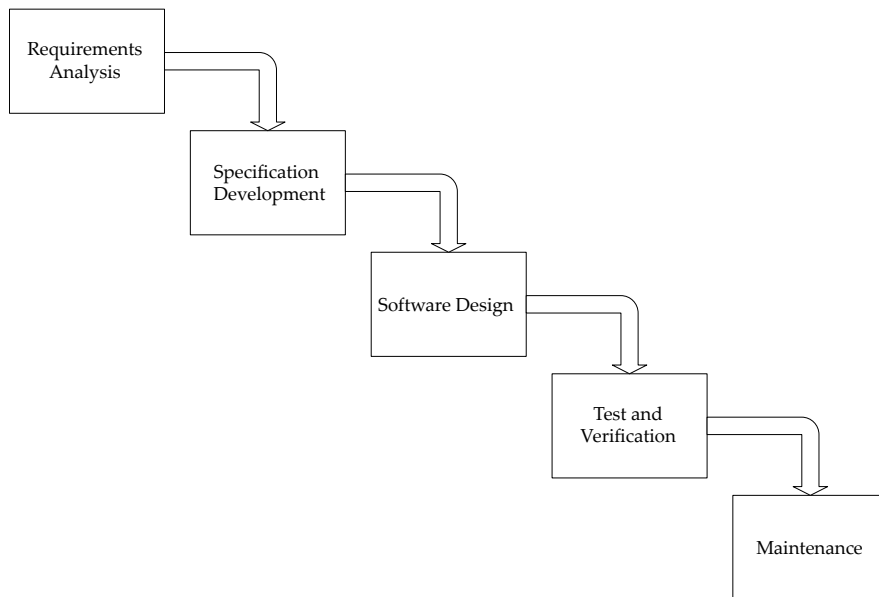 Requirements
Analysis
Specification
Development
Software Design
Test and
Verification
Maintenance